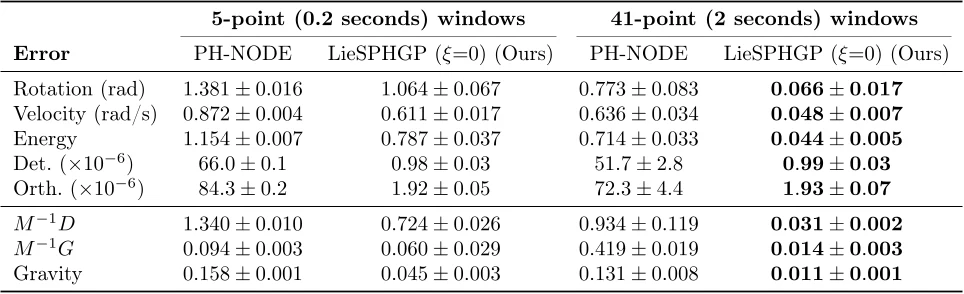 5-point (0.2 seconds) windows 41-point (2 seconds) windows
Error PH-NODE LieSPHGP (ξ=0) (Ours) PH-NODE LieSPHGP (ξ=0) (Ours)
Rotation (rad) 1.381 ± 0.016 1.064 ± 0.067 0.773 ± 0.083 0.066 ± 0.017
Velocity (rad/s) 0.872 ± 0.004 0.611 ± 0.017 0.636 ± 0.034 0.048 ± 0.007
Energy 1.154 ± 0.007 0.787 ± 0.037 0.714 ± 0.033 0.044 ± 0.005
Det. (×10⁻⁶) 66.0 ± 0.1 0.98 ± 0.03 51.7 ± 2.8 0.99 ± 0.03
Orth. (×10⁻⁶) 84.3 ± 0.2 1.92 ± 0.05 72.3 ± 4.4 1.93 ± 0.07
M⁻¹D 1.340 ± 0.010 0.724 ± 0.026 0.934 ± 0.119 0.031 ± 0.002
M⁻¹G 0.094 ± 0.003 0.060 ± 0.029 0.419 ± 0.019 0.014 ± 0.003
Gravity 0.158 ± 0.001 0.045 ± 0.003 0.131 ± 0.008 0.011 ± 0.001